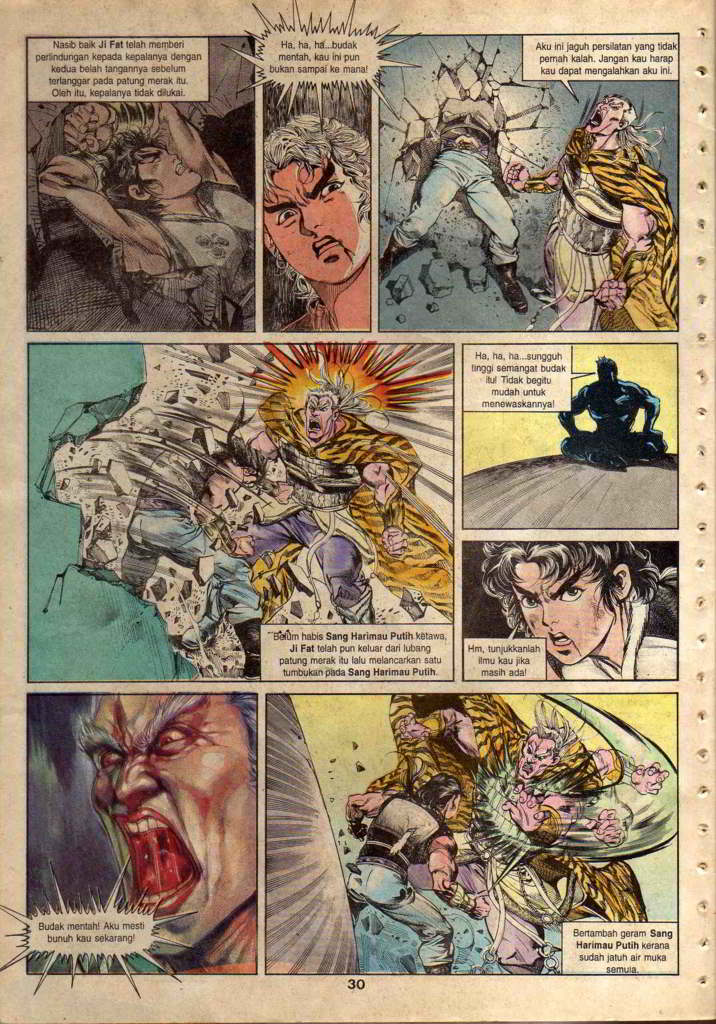 Nasib baik Ji Fat telah memberi
perlindungan kepada kepalanya dengan
kedua belah tangannya sebelum
terlanggar pada patung merak itu.
Oleh itu, kepalanya tidak dilukai.
Ha, ha, ha...budak
mentah, kau ini pun
bukan sampai ke mana!
Aku ini jaguh persilatan yang tidak
pernah kalah. Jangan kau harap
kau dapat mengalahkan aku ini.
Belum habis Sang Harimau Putih ketawa,
Ji Fat telah pun keluar dari lubang
patung merak itu lalu melancarkan satu
tumbukan pada Sang Harimau Putih.
Ha, ha, ha...sungguh
tinggi semangat budak
itu! Tidak begitu
mudah untuk
menewaskannya!
Hm, tunjukkanlah
ilmu kau jika
masih ada!
Budak mentah! Aku mesti
bunuh kau sekarang!
Bertambah geram Sang
Harimau Putih kerana
sudah jatuh air muka
semula.
30